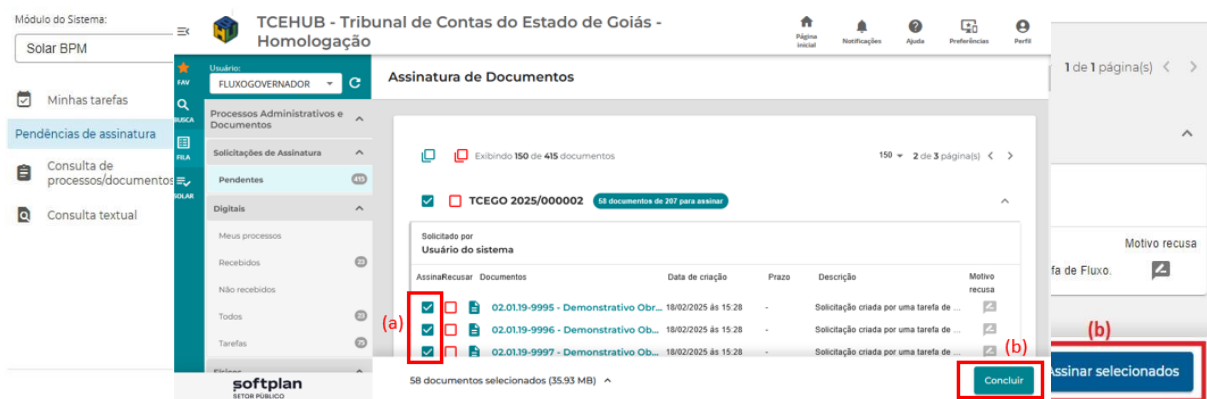 Módulo do Sistema:
Solar BPM
Minhas tarefas
Pendências de assinatura
Consulta de
processos/documentos
Consulta textual
TCEHUB - Tribunal de Contas do Estado de Goiás -
Homologação
Página
inicial
Notificações
Ajuda
Preferências
Perfil
FAV
BUSCA
FILA
SOLAR
Usuário:
FLUXOGOVERNADOR
Processos Administrativos e
Documentos
Solicitações de Assinatura
Pendentes 415
Digitais
Meus processos
Recebidos 23
Não recebidos
Todos 23
Tarefas
softplan
SETOR PÚBLICO
Assinatura de Documentos
Exibindo 150 de 415 documentos
150 2 de 3 página(s)
TCEGO 2025/000002 58 documentos de 207 para assinar
Solicitado por
Usuário do sistema
Assina Recusar Documentos Data de criação Prazo Descrição Motivo
recusa
02.01.19-9995 - Demonstrativo Obr... 18/02/2025 às 15:28 - Solicitação criada por uma tarefa de ...
(a)
02.01.19-9996 - Demonstrativo Ob... 18/02/2025 às 15:28 - Solicitação criada por uma tarefa de ...
02.01.19-9997 - Demonstrativo Ob... 18/02/2025 às 15:28 - Solicitação criada por uma tarefa de ...
(b)
58 documentos selecionados (35.93 MB)
Concluir
1 de 1 página(s)
Motivo recusa
fa de Fluxo.
(b)
Assinar selecionados